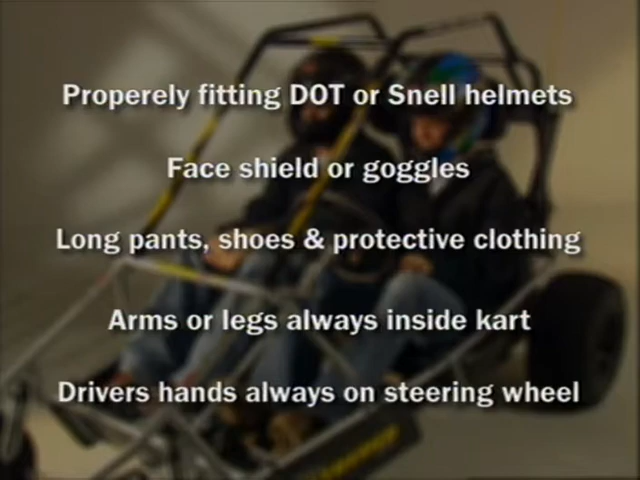 Properely fitting DOT or Snell helmets
Face shield or goggles
Long pants, shoes & protective clothing
Arms or legs always inside kart
Drivers hands always on steering wheel